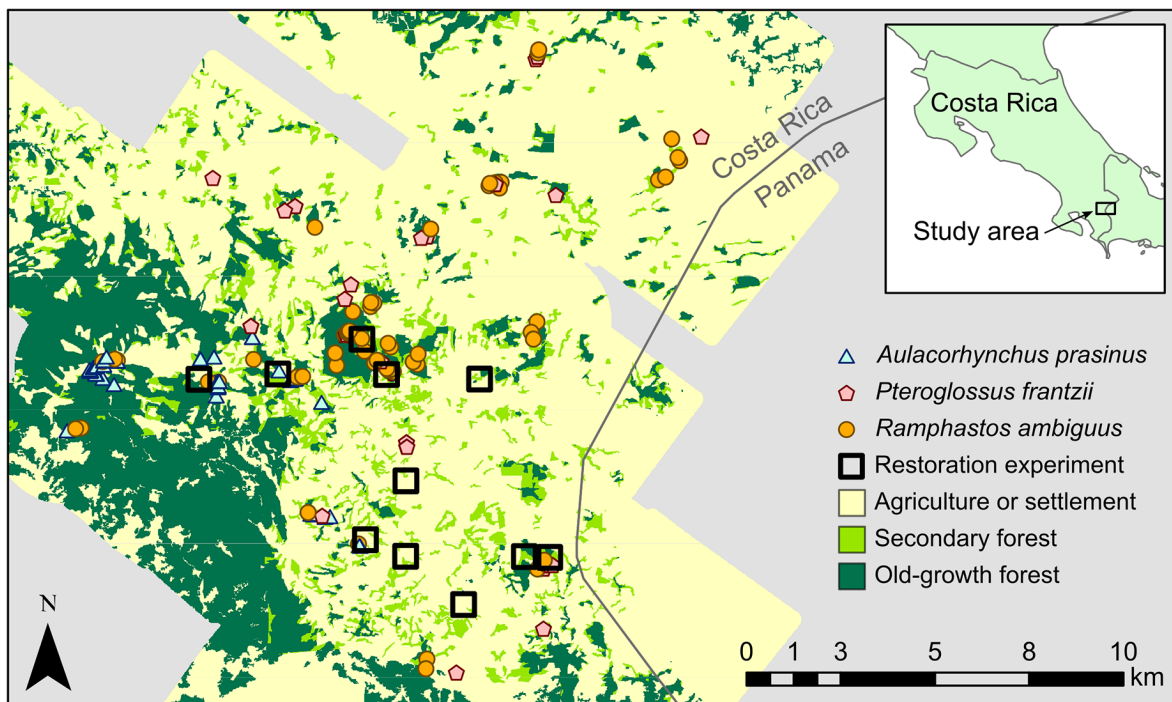 Costa Rica
Panama
Costa Rica
Study area
Aulacorhynchus prasinus
Pteroglossus frantzii
Ramphastos ambiguus
Restoration experiment
Agriculture or settlement
Secondary forest
Old-growth forest
N
0 1 3 5 8 10
km